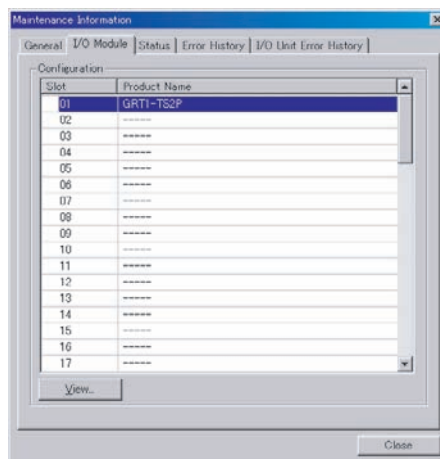 Maintenance Information
General I/O Module Status Error History I/O Unit Error History
Configuration
Slot Product Name
01 GRT1-TS2P
02 -----
03 -----
04 -----
05 -----
06 -----
07 -----
08 -----
09 -----
10 -----
11 -----
12 -----
13 -----
14 -----
15 -----
16 -----
17 -----
View...
Close